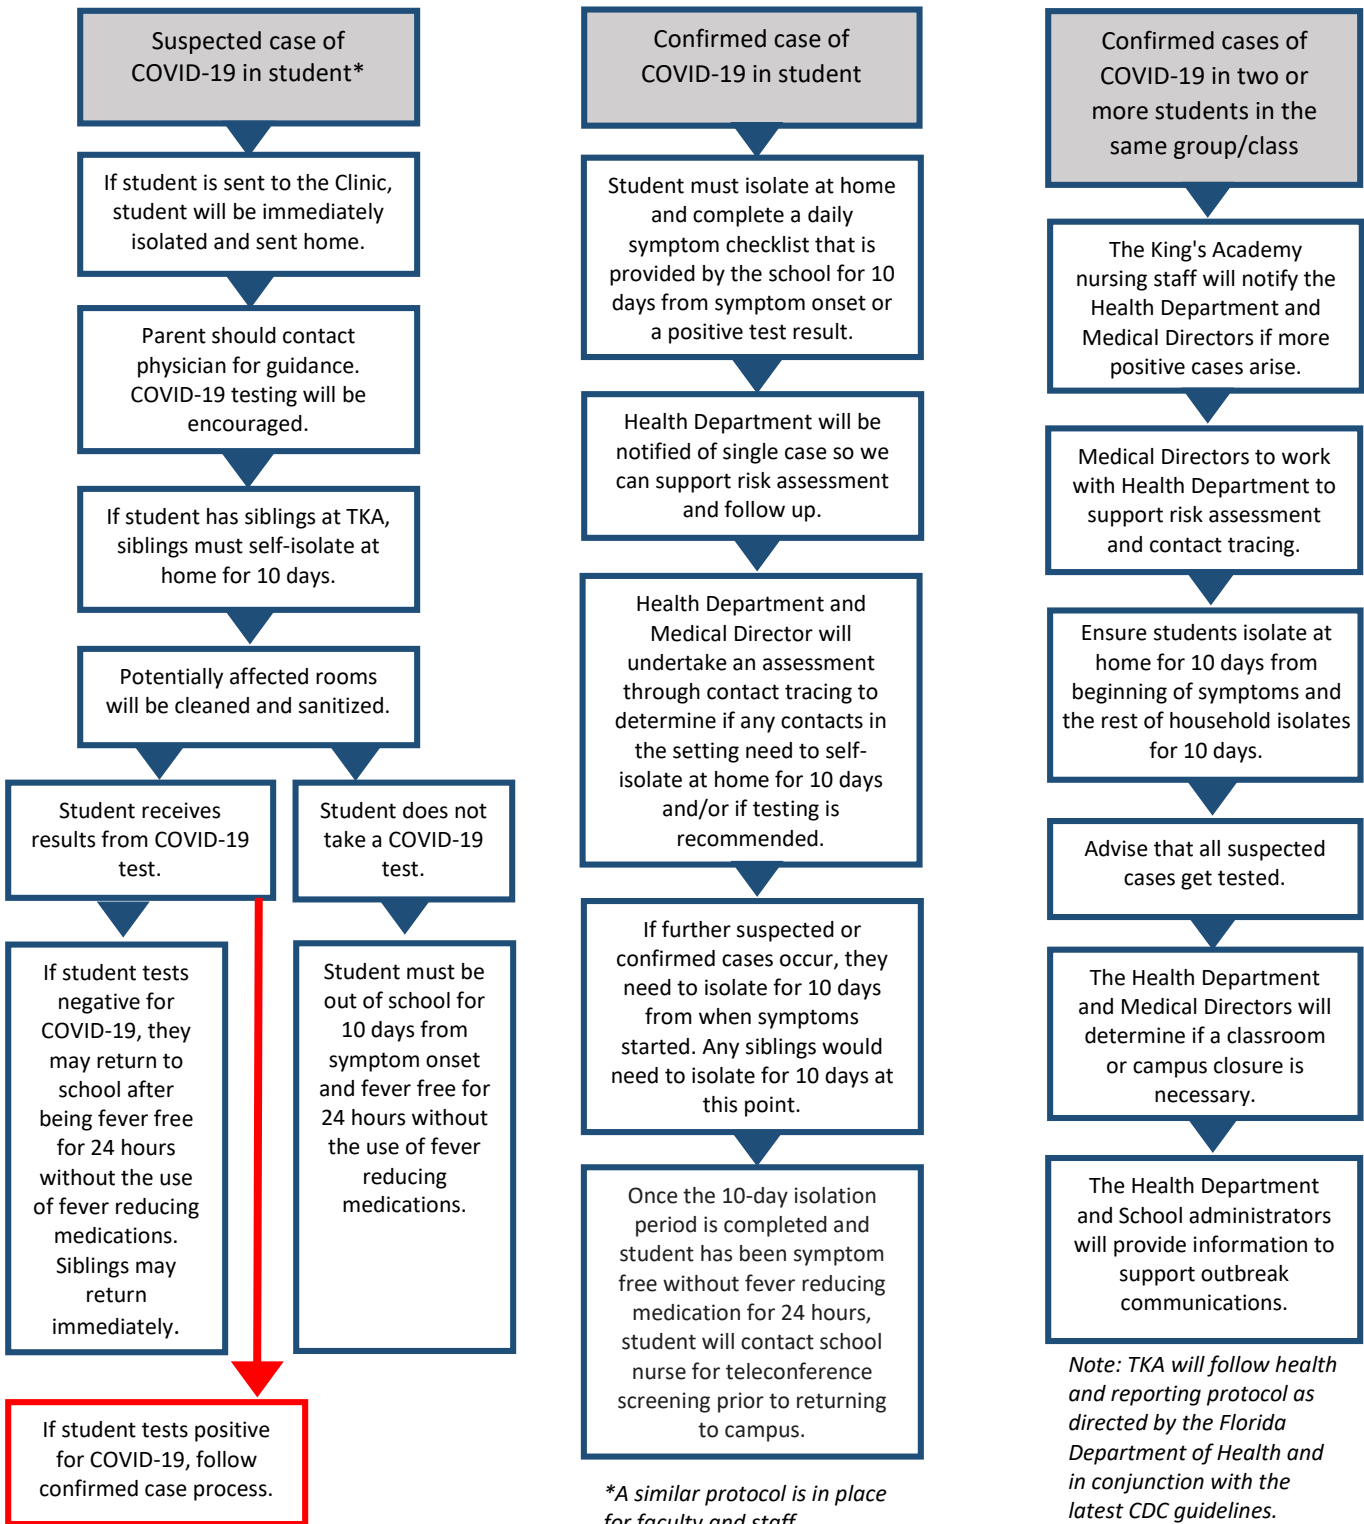 Suspected case of
COVID-19 in student*
If student is sent to the Clinic,
student will be immediately
isolated and sent home.
Parent should contact
physician for guidance.
COVID-19 testing will be
encouraged.
If student has siblings at TKA,
siblings must self-isolate at
home for 10 days.
Potentially affected rooms
will be cleaned and sanitized.
Student receives
results from COVID-19
test.
Student does not
take a COVID-19
test.
If student tests
negative for
COVID-19, they
may return to
school after
being fever free
for 24 hours
without the use
of fever reducing
medications.
Siblings may
return
immediately.
Student must be
out of school for
10 days from
symptom onset
and fever free for
24 hours without
the use of fever
reducing
medications.
If student tests positive
for COVID-19, follow
confirmed case process.
Confirmed case of
COVID-19 in student
Student must isolate at home
and complete a daily
symptom checklist that is
provided by the school for 10
days from symptom onset or
a positive test result.
Health Department will be
notified of single case so we
can support risk assessment
and follow up.
Health Department and
Medical Director will
undertake an assessment
through contact tracing to
determine if any contacts in
the setting need to self-
isolate at home for 10 days
and/or if testing is
recommended.
If further suspected or
confirmed cases occur, they
need to isolate for 10 days
from when symptoms
started. Any siblings would
need to isolate for 10 days at
this point.
Once the 10-day isolation
period is completed and
student has been symptom
free without fever reducing
medication for 24 hours,
student will contact school
nurse for teleconference
screening prior to returning
to campus.
*A similar protocol is in place
for faculty and staff
Confirmed cases of
COVID-19 in two or
more students in the
same group/class
The King's Academy
nursing staff will notify the
Health Department and
Medical Directors if more
positive cases arise.
Medical Directors to work
with Health Department to
support risk assessment
and contact tracing.
Ensure students isolate at
home for 10 days from
beginning of symptoms and
the rest of household isolates
for 10 days.
Advise that all suspected
cases get tested.
The Health Department
and Medical Directors will
determine if a classroom
or campus closure is
necessary.
The Health Department
and School administrators
will provide information to
support outbreak
communications.
Note: TKA will follow health
and reporting protocol as
directed by the Florida
Department of Health and
in conjunction with the
latest CDC guidelines.